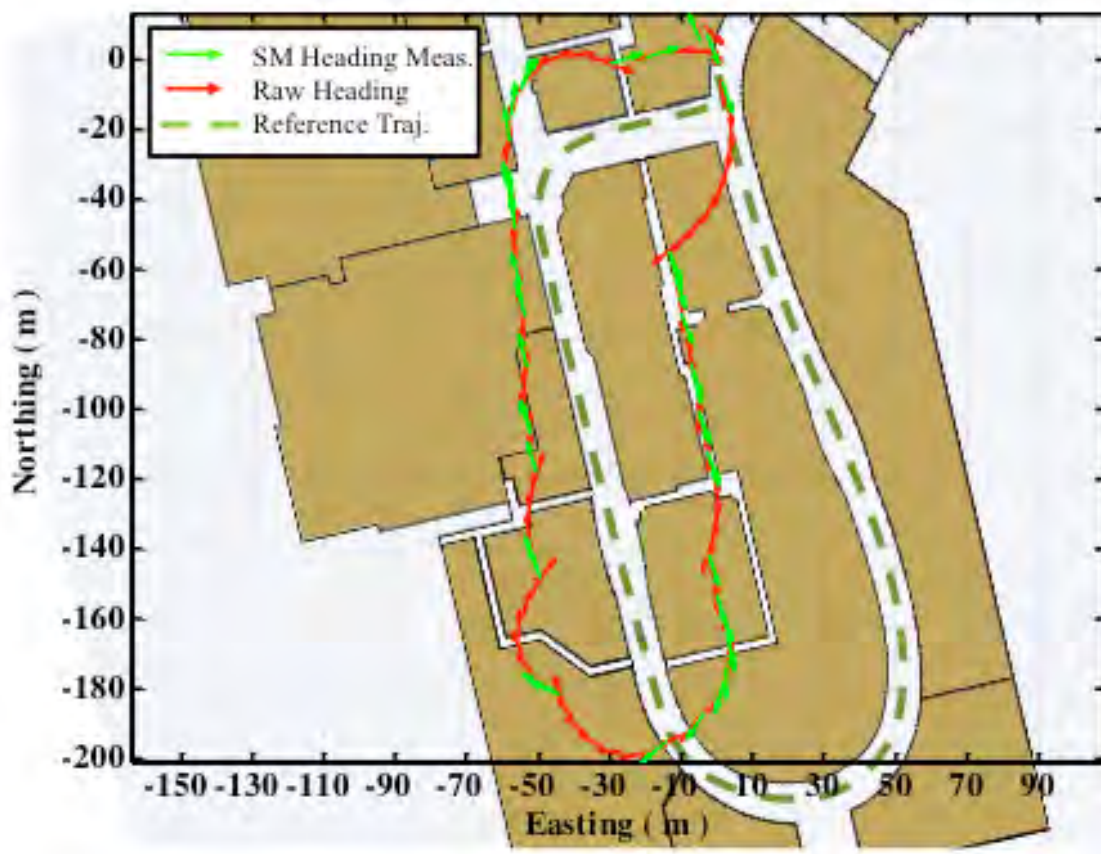 SM Heading Meas.
Raw Heading
Reference Traj.
Northing ( m )
0
-20
-40
-60
-80
-100
-120
-140
-160
-180
-200
-150 -130 -110 -90 -70 -50 -30 -10 10 30 50 70 90
Easting ( m )